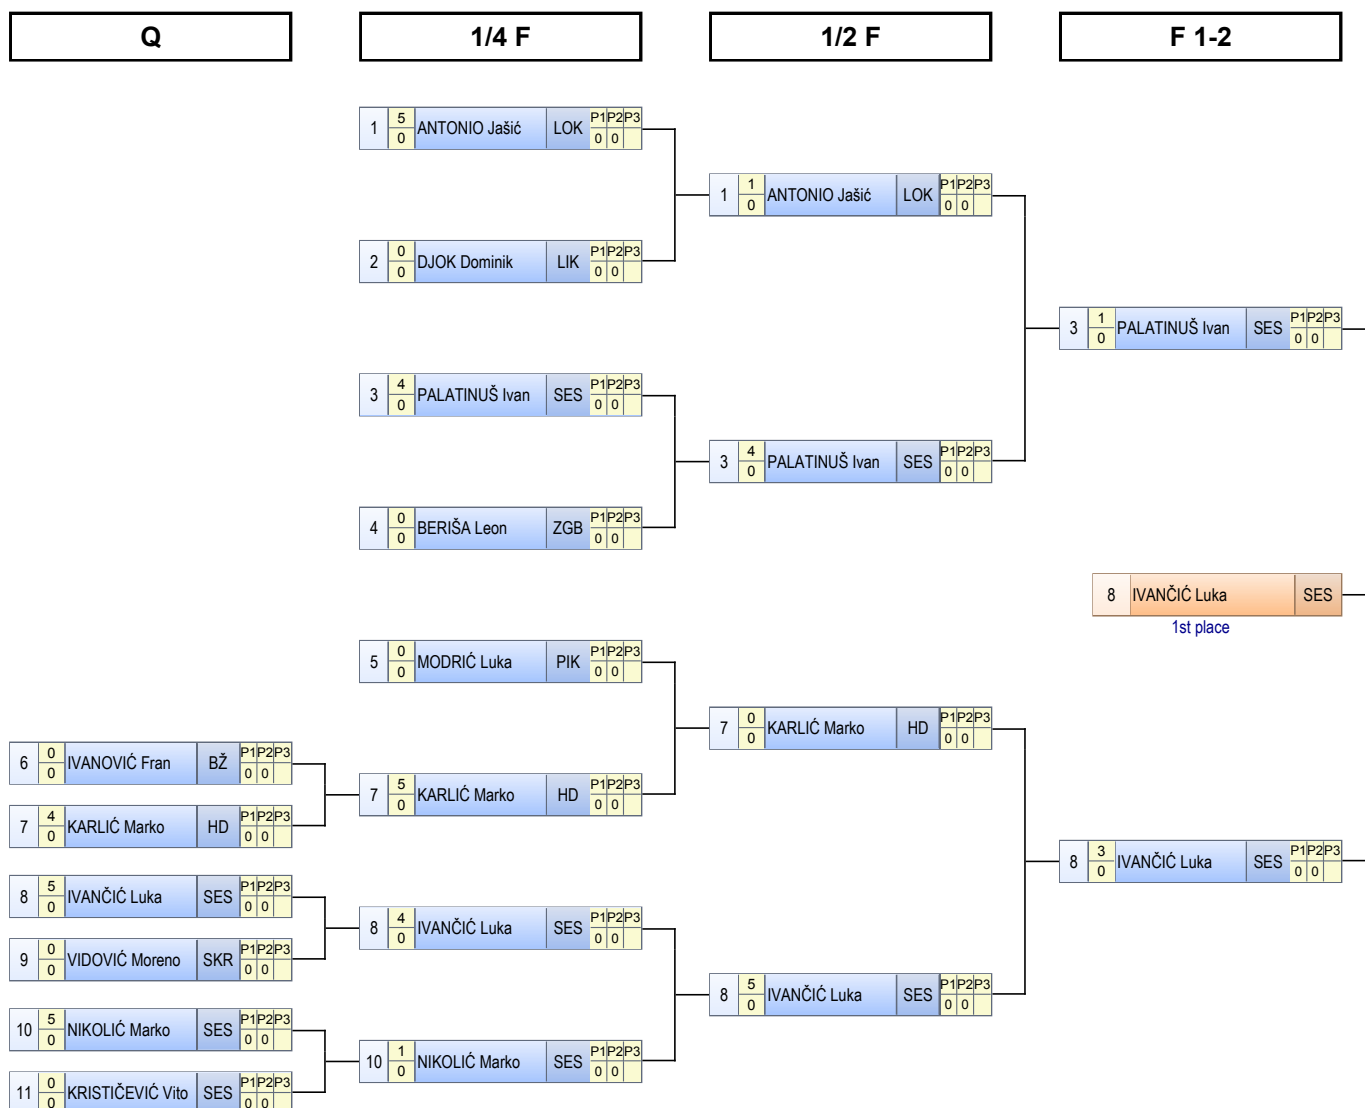 Q 1/4 F 1/2 F F 1-2
1 5 0 ANTONIO Jašić LOK P1 P2 P3 0 0
1 1 0 ANTONIO Jašić LOK P1 P2 P3 0 0
2 0 0 DJOK Dominik LIK P1 P2 P3 0 0
3 1 0 PALATINUŠ Ivan SES P1 P2 P3 0 0
3 4 0 PALATINUŠ Ivan SES P1 P2 P3 0 0
3 4 0 PALATINUŠ Ivan SES P1 P2 P3 0 0
4 0 0 BERIŠA Leon ZGB P1 P2 P3 0 0
8 IVANČIĆ Luka SES
1st place
5 0 0 MODRIĆ Luka PIK P1 P2 P3 0 0
7 0 0 KARLIĆ Marko HD P1 P2 P3 0 0
6 0 0 IVANOVIĆ Fran BŽ P1 P2 P3 0 0
7 5 0 KARLIĆ Marko HD P1 P2 P3 0 0
7 4 0 KARLIĆ Marko HD P1 P2 P3 0 0
8 3 0 IVANČIĆ Luka SES P1 P2 P3 0 0
8 5 0 IVANČIĆ Luka SES P1 P2 P3 0 0
8 4 0 IVANČIĆ Luka SES P1 P2 P3 0 0
9 0 0 VIDOVIĆ Moreno SKR P1 P2 P3 0 0
8 5 0 IVANČIĆ Luka SES P1 P2 P3 0 0
10 5 0 NIKOLIĆ Marko SES P1 P2 P3 0 0
10 1 0 NIKOLIĆ Marko SES P1 P2 P3 0 0
11 0 0 KRISTIČEVIĆ Vito SES P1 P2 P3 0 0